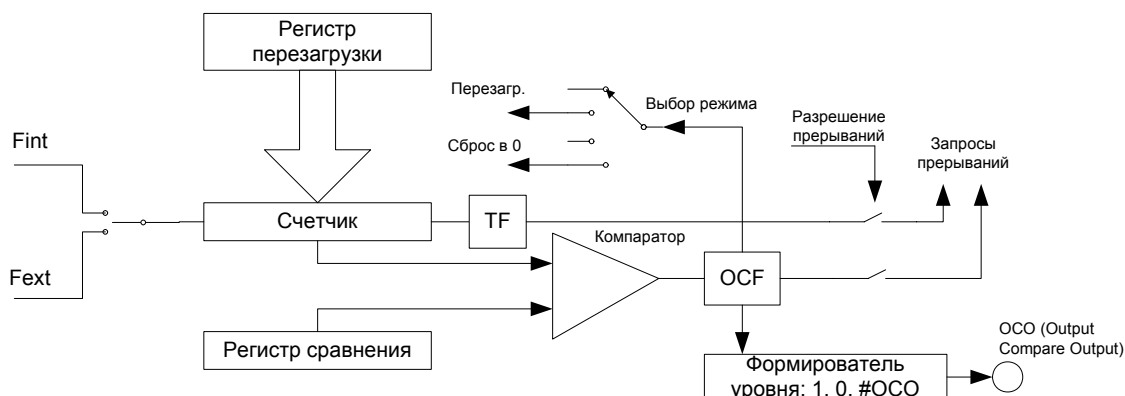 Регистр
перезагрузки
Перезагр.
Выбор режима
Разрешение
прерываний
Запросы
прерываний
Fint
Сброс в 0
Счетчик
TF
Компаратор
Fext
OCF
Регистр сравнения
OCO (Output
Compare Output)
Формирователь
уровня: 1, 0, #OCO